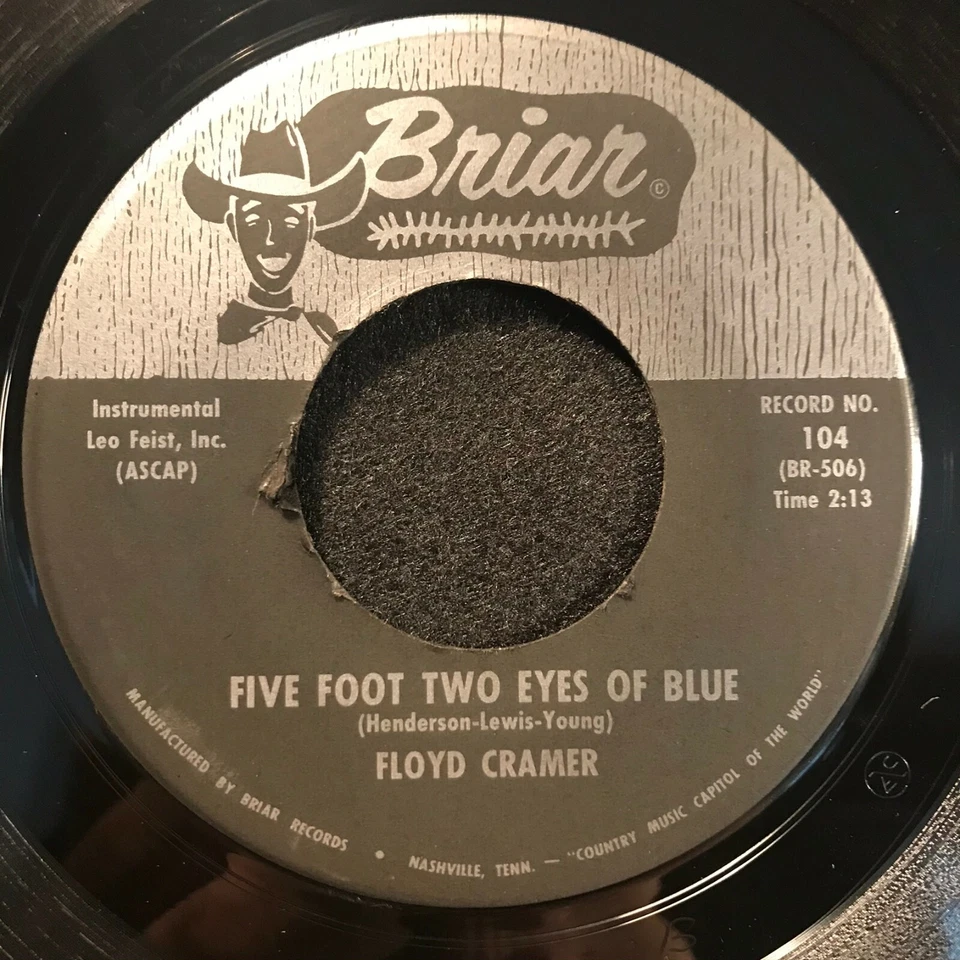 Briar ©
Instrumental
Leo Feist, Inc.
(ASCAP)
RECORD NO.
104
(BR-506)
Time 2:13
FIVE FOOT TWO EYES OF BLUE
(Henderson-Lewis-Young)
FLOYD CRAMER
MANUFACTURED BY BRIAR RECORDS • NASHVILLE, TENN. — "COUNTRY MUSIC CAPITOL OF THE WORLD"